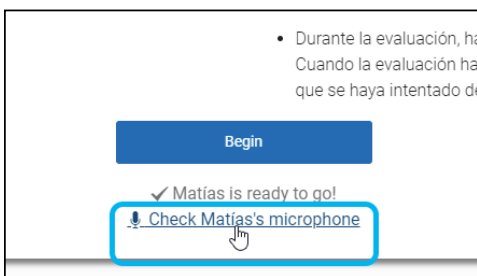 • Durante la evaluación, ha
Cuando la evaluación ha
que se haya intentado de
Begin
✓ Matías is ready to go!
Check Matías's microphone